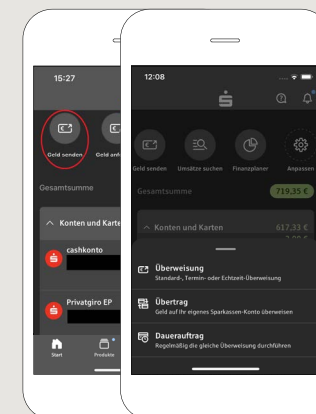 15:27
Geld senden
Geld anf
Gesamtsumme
Konten und Karte
cashkonto
Privatgiro EP
Start
Produkte
12:08
Geld senden
Umsätze suchen
Finanzplaner
Anpassen
Gesamtsumme
719,35 €
Konten und Karten
617,33 €
Überweisung
Standard-, Termin- oder Echtzeit-Überweisung
Übertrag
Geld auf Ihr eigenes Sparkassen-Konto überweisen
Dauerauftrag
Regelmäßig die gleiche Überweisung durchführen